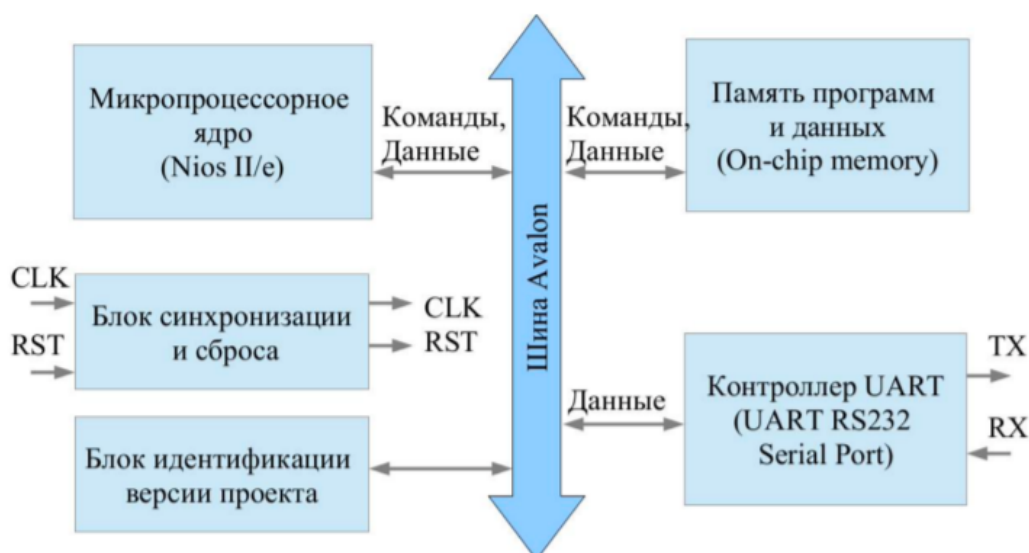 Микропроцессорное
ядро
(Nios II/e)
Команды,
Данные
Шина Avalon
Команды,
Данные
Память программ
и данных
(On-chip memory)
CLK
RST
Блок синхронизации
и сброса
CLK
RST
Данные
Контроллер UART
(UART RS232
Serial Port)
TX
RX
Блок идентификации
версии проекта